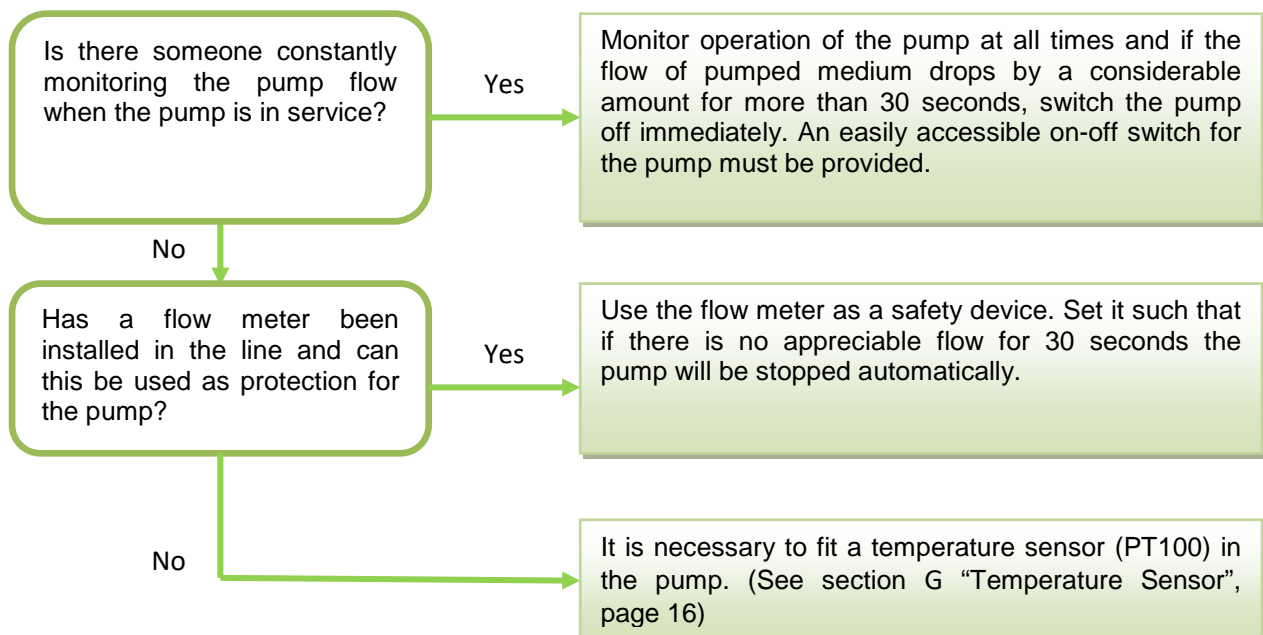 Is there someone constantly
monitoring the pump flow
when the pump is in service?
Yes
Monitor operation of the pump at all times and if the
flow of pumped medium drops by a considerable
amount for more than 30 seconds, switch the pump
off immediately. An easily accessible on-off switch for
the pump must be provided.
No
Has a flow meter been
installed in the line and can
this be used as protection for
the pump?
Yes
Use the flow meter as a safety device. Set it such that
if there is no appreciable flow for 30 seconds the
pump will be stopped automatically.
No
It is necessary to fit a temperature sensor (PT100) in
the pump. (See section G “Temperature Sensor”,
page 16)